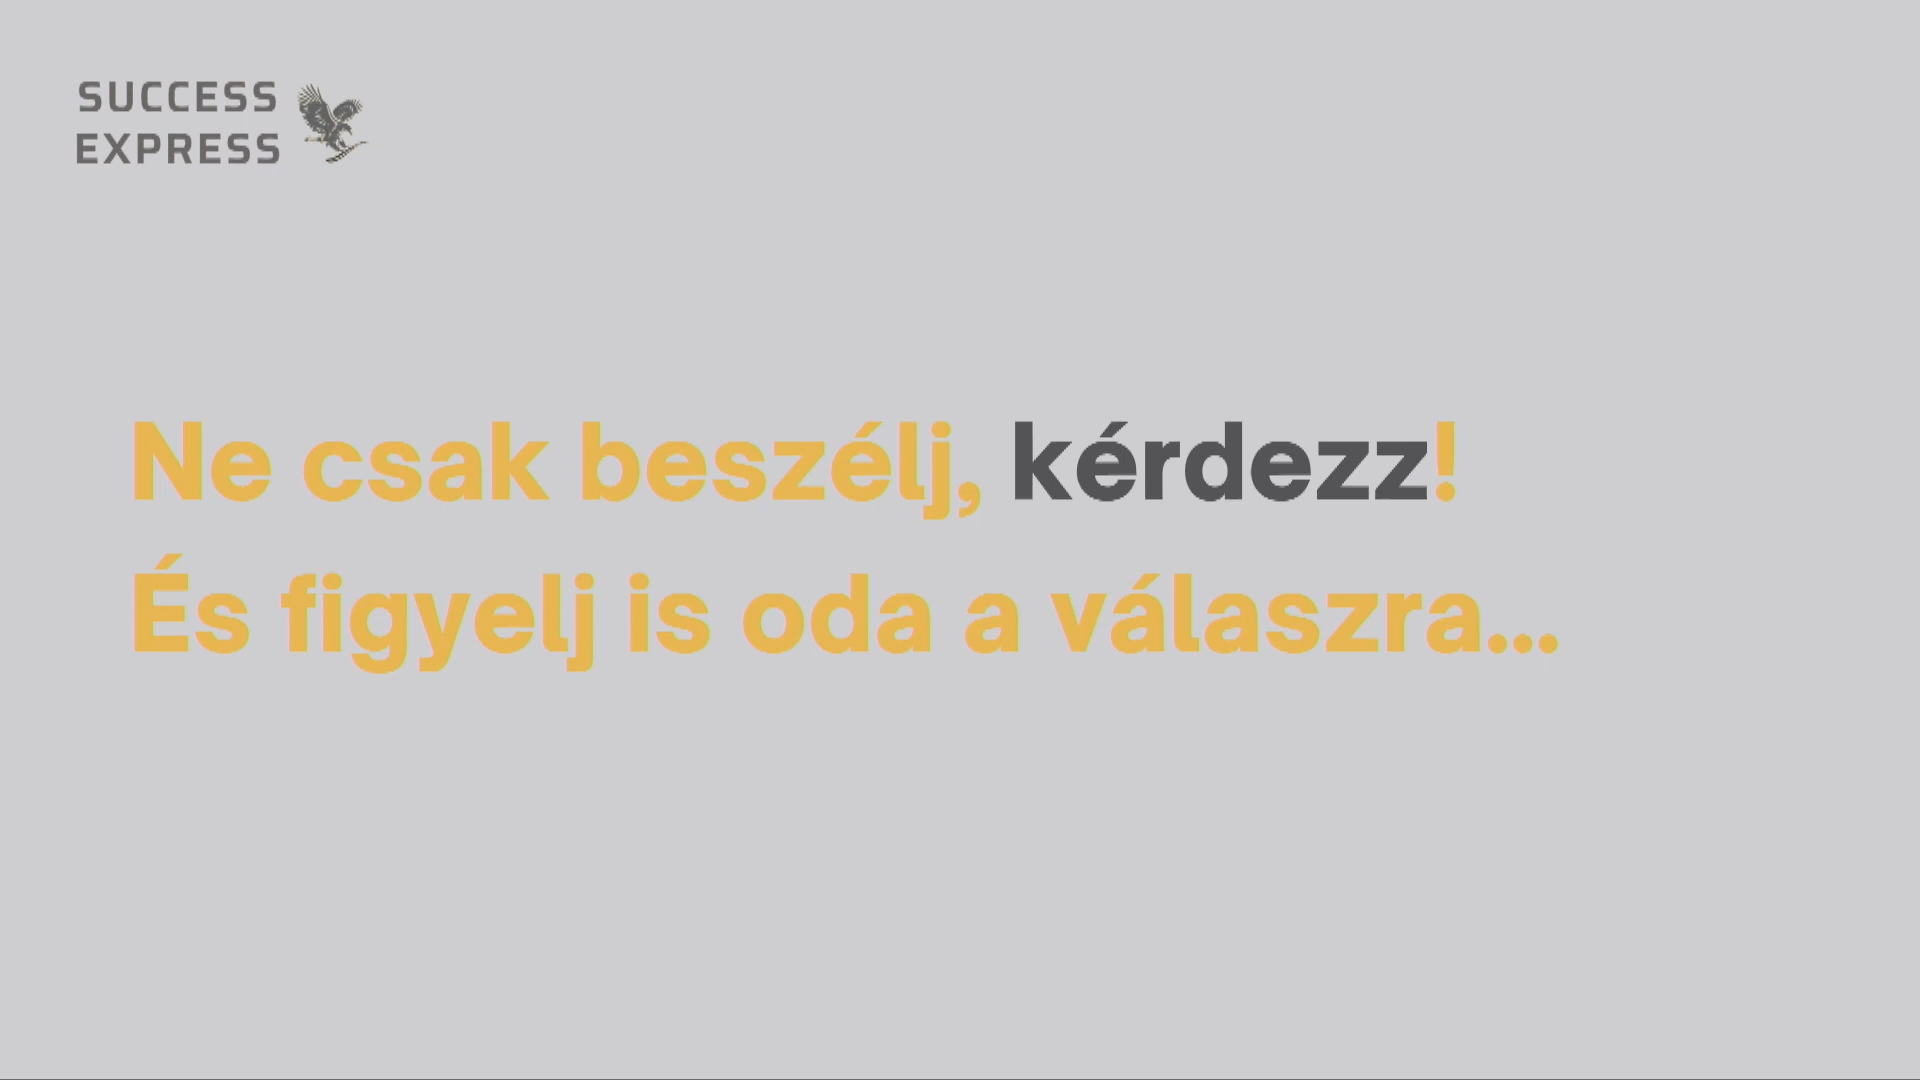 SUCCESS
EXPRESS
Ne csak beszélj, kérdezz!
És figyelj is oda a válaszra...